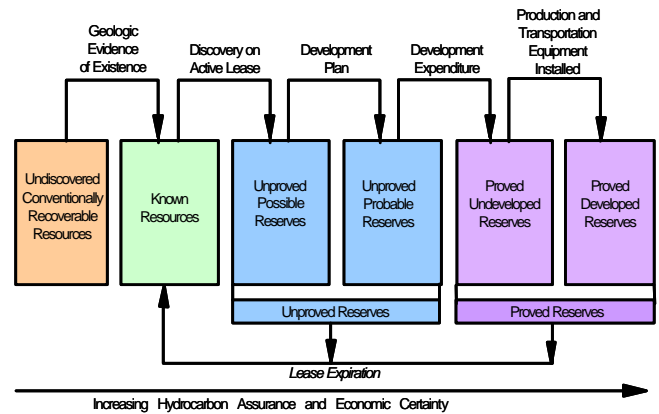 Geologic
Evidence
of Existence
Discovery on
Active Lease
Development
Plan
Development
Expenditure
Production and
Transportation
Equipment
Installed
Undiscovered
Conventionally
Recoverable
Resources
Known
Resources
Unproved
Possible
Reserves
Unproved
Probable
Reserves
Proved
Undeveloped
Reserves
Proved
Developed
Reserves
Unproved Reserves
Proved Reserves
Lease Expiration
Increasing Hydrocarbon Assurance and Economic Certainty